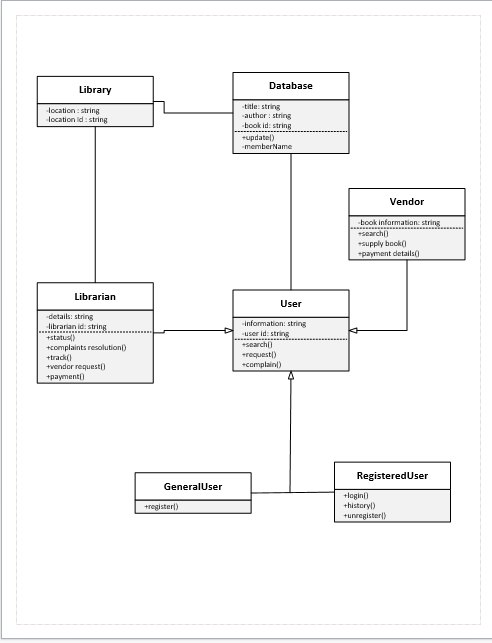 Library
-location : string
-location Id : string
Database
-title: string
-author : string
-book id: string
+update()
-memberName
Vendor
-book information: string
+search()
+supply book()
+payment details()
Librarian
-details: string
-librarian id: string
+status()
+complaints resolution()
+track()
+vendor request()
+payment()
User
-information: string
-user id: string
+search()
+request()
+complain()
GeneralUser
+register()
RegisteredUser
+login()
+history()
+unregister()